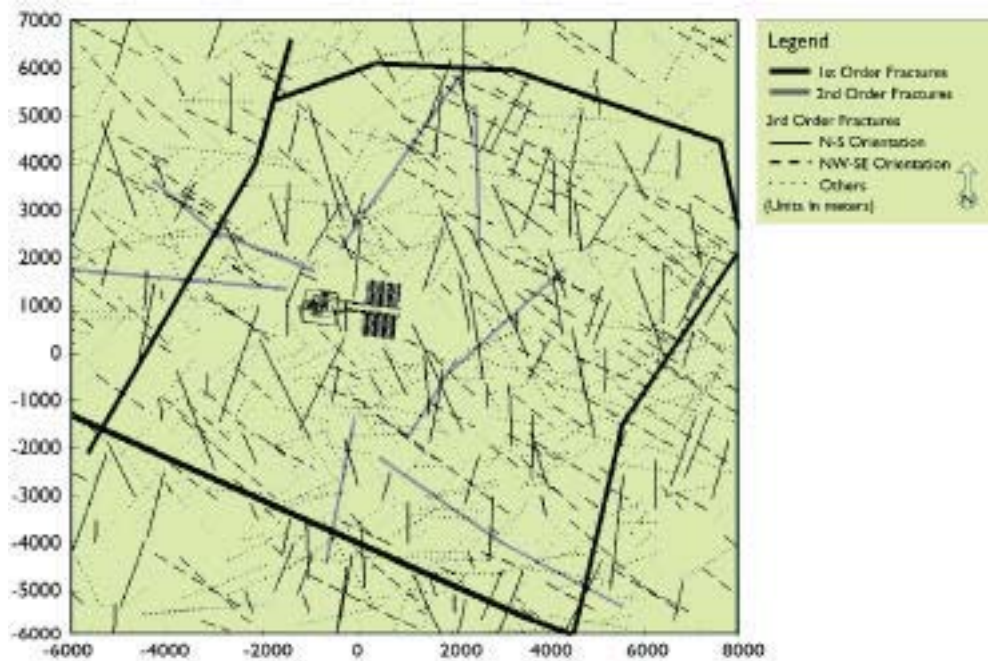 7000
6000
5000
4000
3000
2000
1000
0
-1000
-2000
-3000
-4000
-5000
-6000
-6000 -4000 -2000 0 2000 4000 6000 8000
Legend
1st Order Fractures
2nd Order Fractures
3rd Order Fractures
N-S Orientation
NW-SE Orientation
Others
(Units in meters)
N